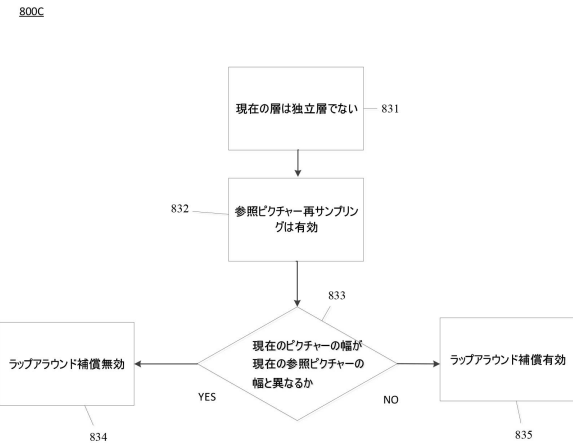 800C
現在の層は独立層でない
831
832
参照ピクチャー再サンプリ
ングは有効
833
現在のピクチャーの幅が
現在の参照ピクチャーの
幅と異なるか
ラップアラウンド補償無効
ラップアラウンド補償有効
YES
NO
834
835